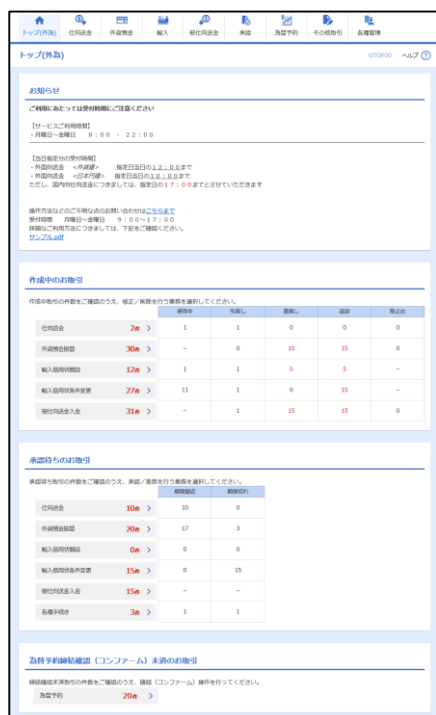 トップ(外為)
仕向送金
外貨預金
輸入
被仕向送金
承認
為替予約
その他取引
各種管理
トップ(外為)
GTOP00 ヘルプ ?
お知らせ
ご利用にあたっては受付時間にご注意ください
【サービスご利用時間】
・月曜日~金曜日 8:00 - 22:00
【当日指定分の受付時間】
・外国向送金 <外貨建> 指定日当日の12:00まで
・外国向送金 <日本円建> 指定日当日の10:00まで
ただし、国内向仕向送金につきましては、指定日の17:00までとさせていただきます
操作方法などのご不明な点のお問い合わせはこちらまで
受付時間 月曜日~金曜日 9:00~17:00
詳細なご利用方法につきましては、下記をご確認ください。
サンプル.pdf
作成中のお取引
作成中取引の件数をご確認のうえ、修正/削除を行う業務を選択してください。
保存中 引戻し 差戻し 返却 取止め
仕向送金 2件 1 1 0 0 0
外貨預金振替 30件 - 0 15 15 0
輸入信用状開設 12件 1 1 5 5 -
輸入信用状条件変更 27件 11 1 0 15 -
被仕向送金入金 31件 - 1 15 15 0
承認待ちのお取引
承認待ち取引の件数をご確認のうえ、承認/差戻を行う業務を選択してください。
期限間近 期限切れ
仕向送金 10件 10 0
外貨預金振替 20件 17 3
輸入信用状開設 0件 0 0
輸入信用状条件変更 15件 0 15
被仕向送金入金 15件 - -
各種手続き 3件 1 1
為替予約締結確認(コンファーム)未済のお取引
締結確認未済取引の件数をご確認のうえ、確認(コンファーム)操作を行ってください。
為替予約 20件